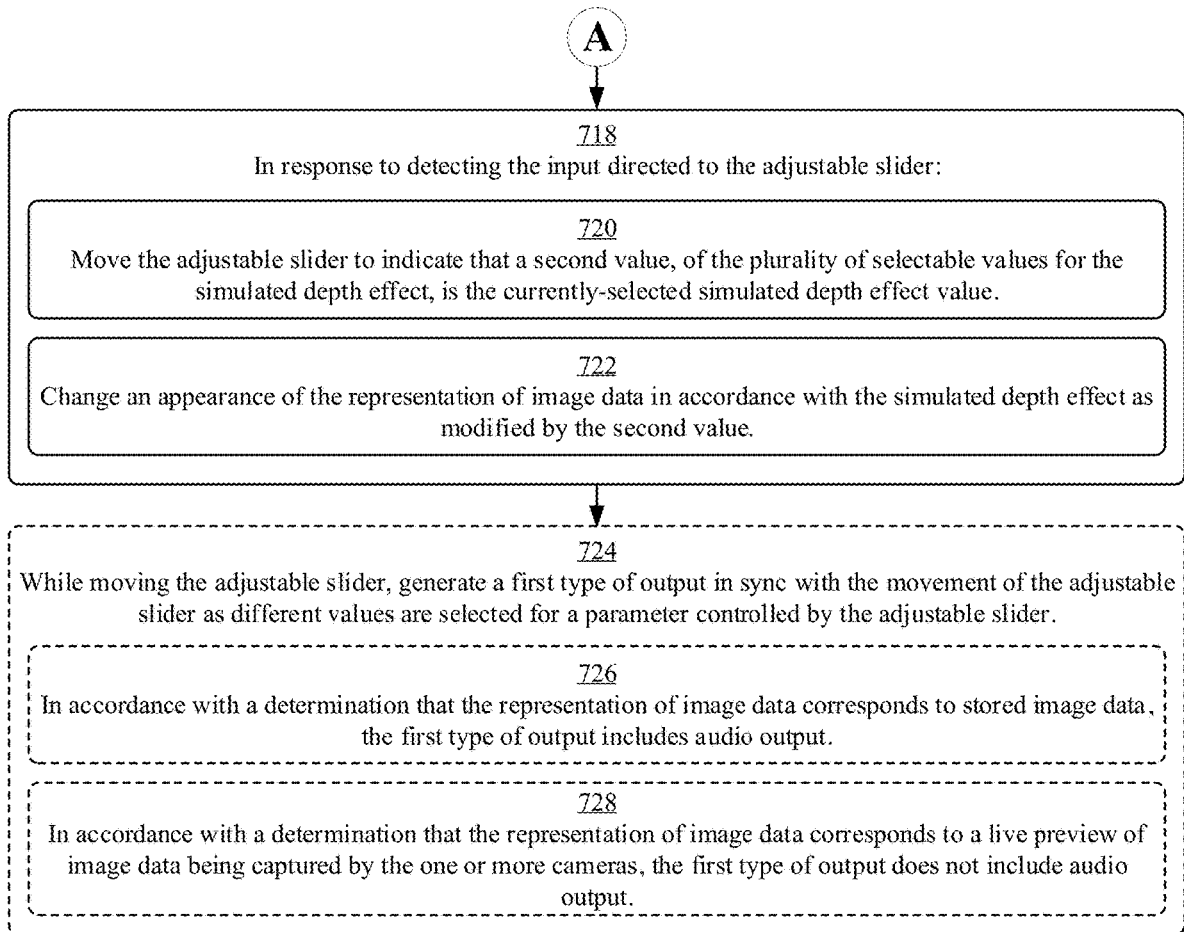 A
718
In response to detecting the input directed to the adjustable slider:
720
Move the adjustable slider to indicate that a second value, of the plurality of selectable values for the
simulated depth effect, is the currently-selected simulated depth effect value.
722
Change an appearance of the representation of image data in accordance with the simulated depth effect as
modified by the second value.
724
While moving the adjustable slider, generate a first type of output in sync with the movement of the adjustable
slider as different values are selected for a parameter controlled by the adjustable slider.
726
In accordance with a determination that the representation of image data corresponds to stored image data,
the first type of output includes audio output.
728
In accordance with a determination that the representation of image data corresponds to a live preview of
image data being captured by the one or more cameras, the first type of output does not include audio
output.